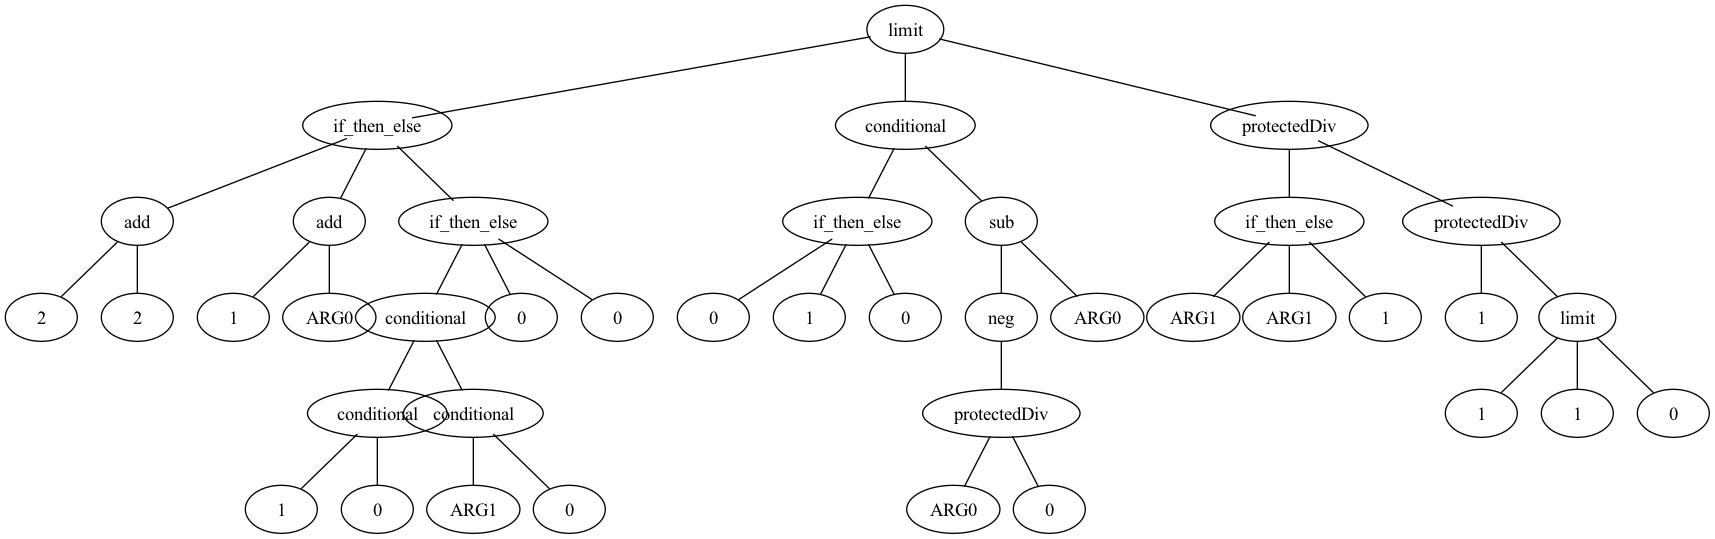 limit
if_then_else conditional protectedDiv
add add if_then_else if_then_else sub if_then_else protectedDiv
2 2 1 ARG0 conditional 0 0 0 1 0 neg ARG0 ARG1 ARG1 1 1 limit
conditional conditional protectedDiv 1 1 0
1 0 ARG1 0 ARG0 0